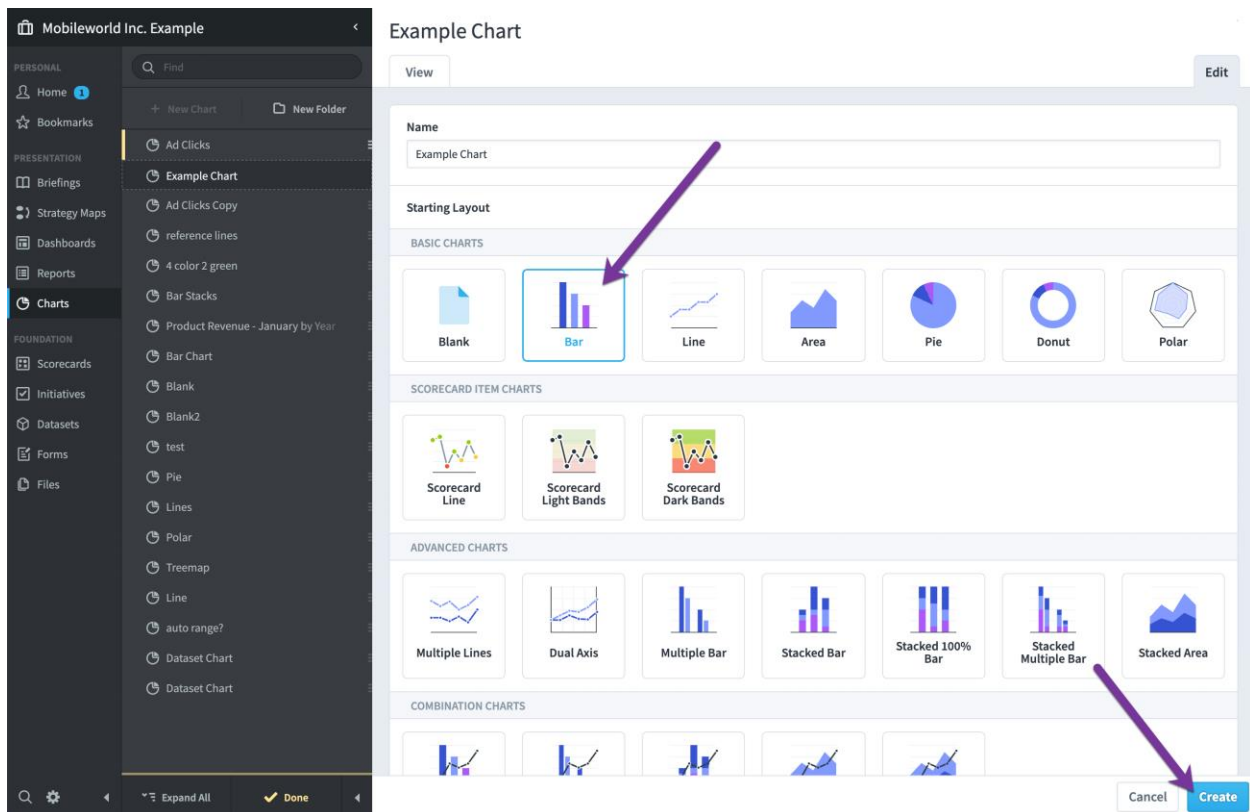 Mobileworld Inc. Example
PERSONAL
Home 1
Bookmarks
PRESENTATION
Briefings
Strategy Maps
Dashboards
Reports
Charts
FOUNDATION
Scorecards
Initiatives
Datasets
Forms
Files
Find
+ New Chart
New Folder
Ad Clicks
Example Chart
Ad Clicks Copy
reference lines
4 color 2 green
Bar Stacks
Product Revenue - January by Year
Bar Chart
Blank
Blank2
test
Pie
Lines
Polar
Treemap
Line
auto range?
Dataset Chart
Dataset Chart
Expand All
Done
Example Chart
View
Edit
Name
Example Chart
Starting Layout
BASIC CHARTS
Blank
Bar
Line
Area
Pie
Donut
Polar
SCORECARD ITEM CHARTS
Scorecard
Line
Scorecard
Light Bands
Scorecard
Dark Bands
ADVANCED CHARTS
Multiple Lines
Dual Axis
Multiple Bar
Stacked Bar
Stacked 100%
Bar
Stacked
Multiple Bar
Stacked Area
COMBINATION CHARTS
Cancel
Create